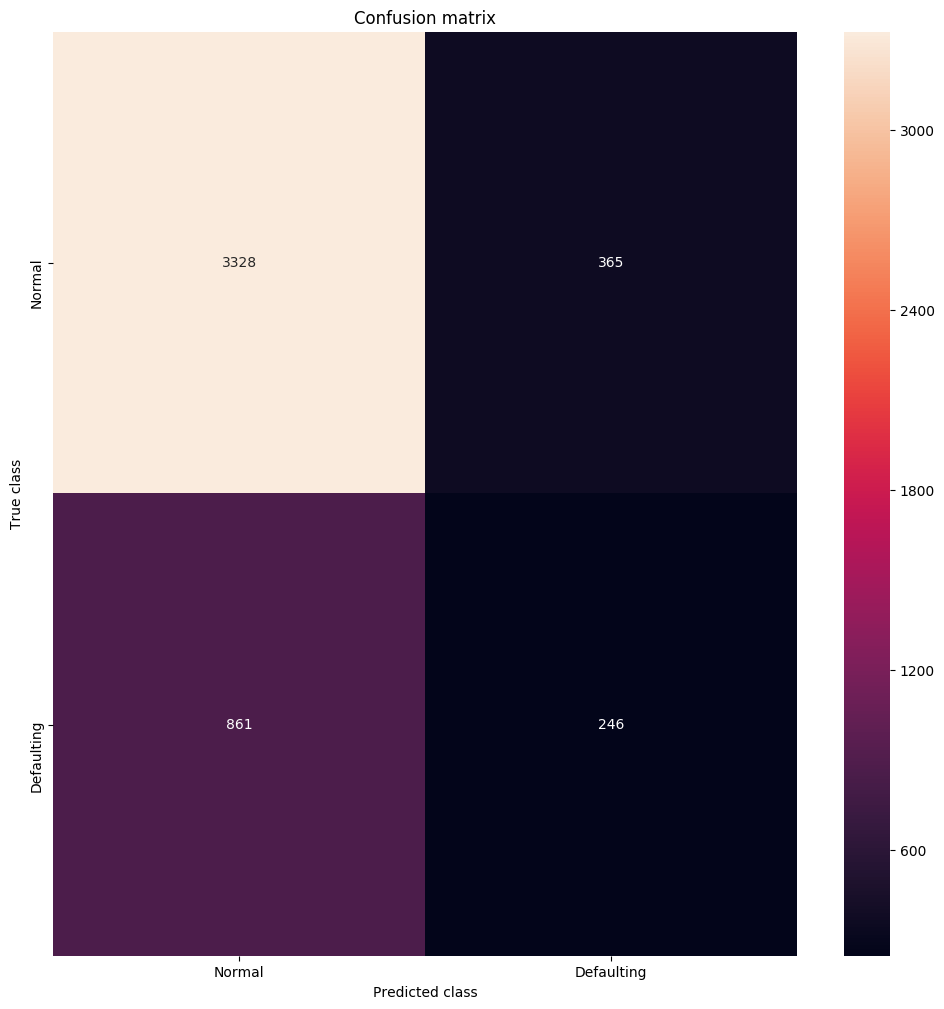 Confusion matrix
3000
3328
365
Normal
2400
True class
1800
1200
Defaulting
861
246
600
Normal
Defaulting
Predicted class